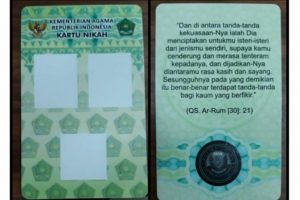 KEMENTERIAN AGAMA
REPUBLIK INDONESIA
KARTU NIKAH
"Dan di antara tanda-tanda
kekuasaan-Nya ialah Dia
menciptakan untukmu isteri-isteri
dari jenismu sendiri, supaya kamu
cenderung dan merasa tenteram
kepadanya, dan dijadikan-Nya
diantaramu rasa kasih dan sayang.
Sesungguhnya pada yang demikian
itu benar-benar terdapat tanda-tanda
bagi kaum yang berfikir."
(QS. Ar-Rum [30]: 21)